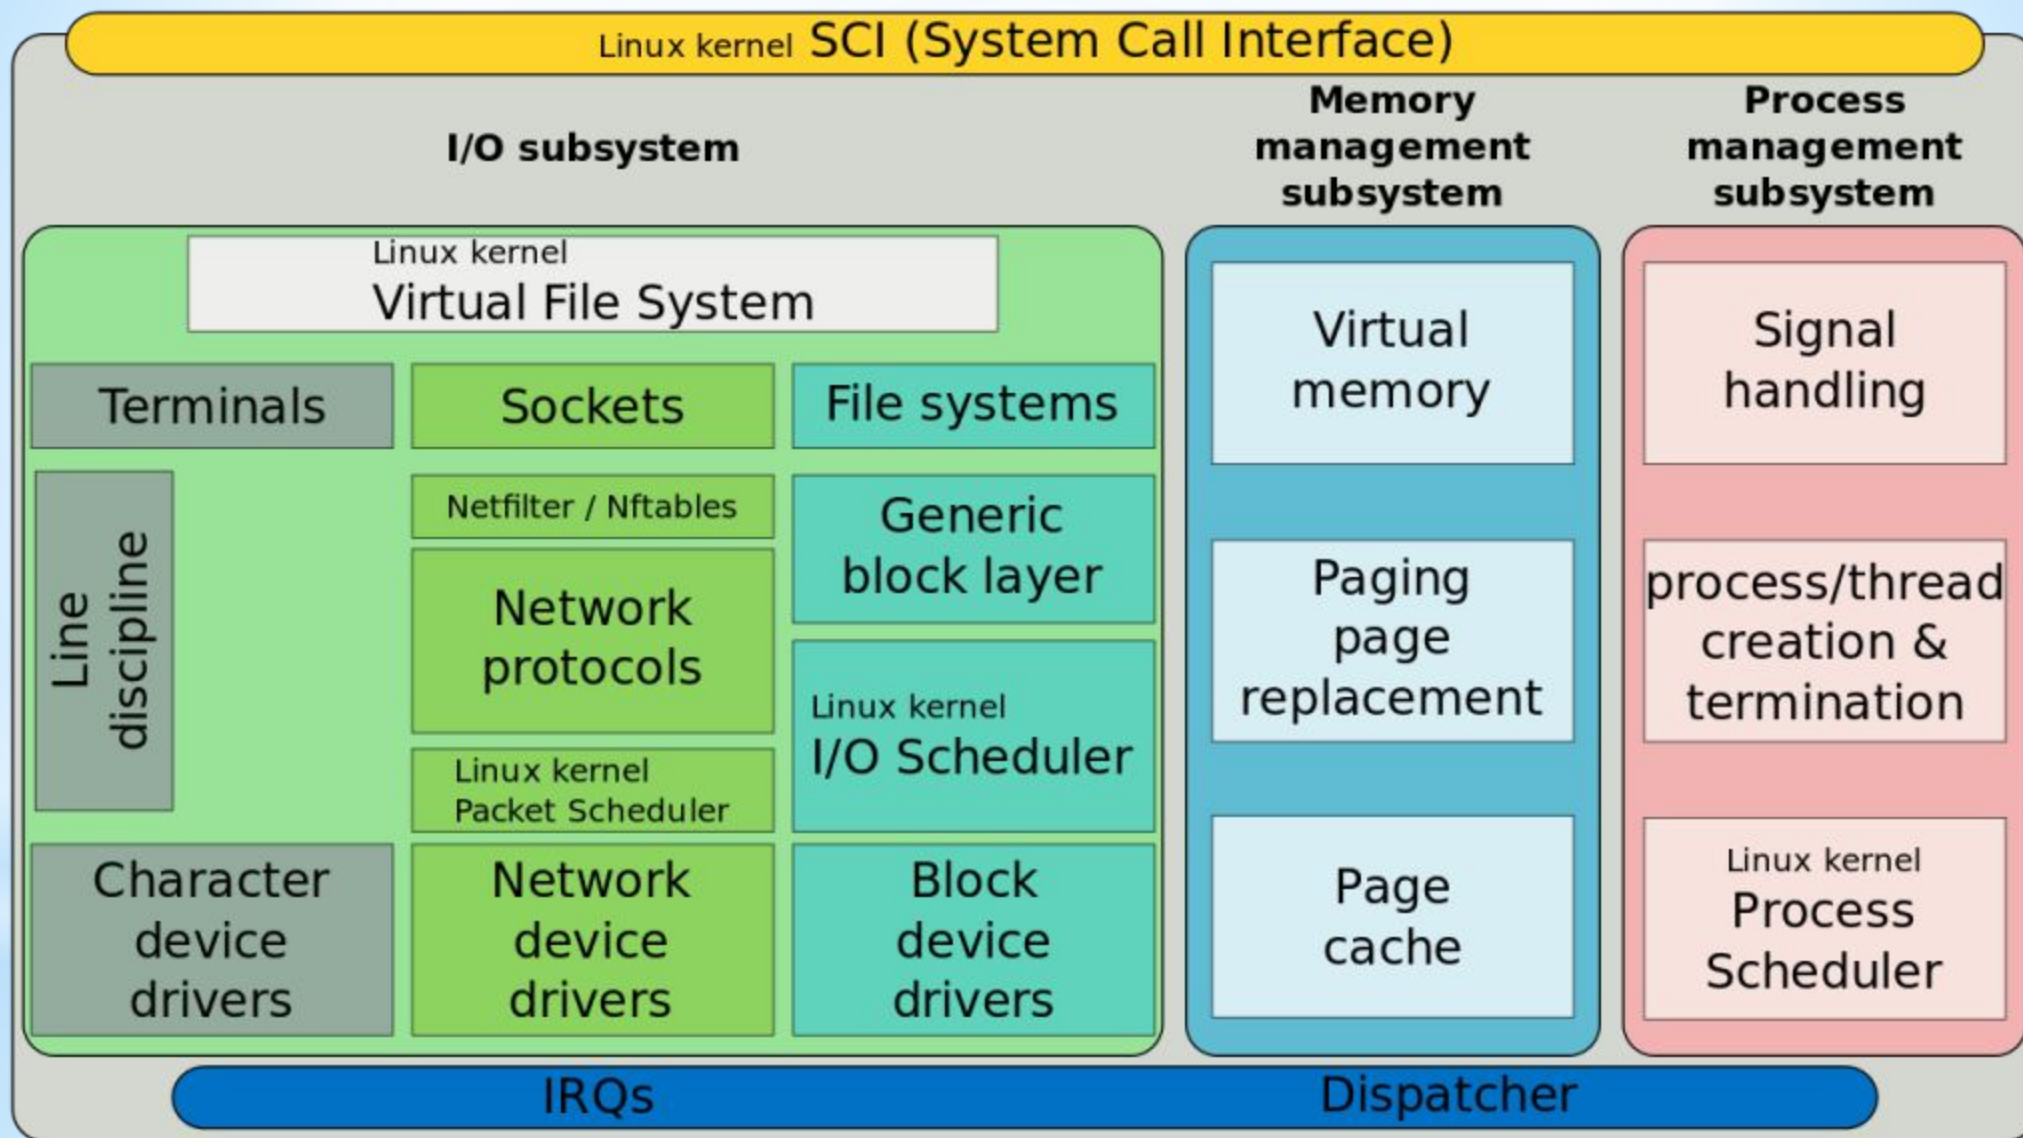 Linux kernel SCI (System Call Interface)
I/O subsystem
Memory
management
subsystem
Process
management
subsystem
Linux kernel
Virtual File System
Terminals
Sockets
File systems
Line
discipline
Netfilter / Nftables
Network
protocols
Linux kernel
Packet Scheduler
Generic
block layer
Linux kernel
I/O Scheduler
Character
device
drivers
Network
device
drivers
Block
device
drivers
Virtual
memory
Paging
page
replacement
Page
cache
Signal
handling
process/thread
creation &
termination
Linux kernel
Process
Scheduler
IRQs
Dispatcher